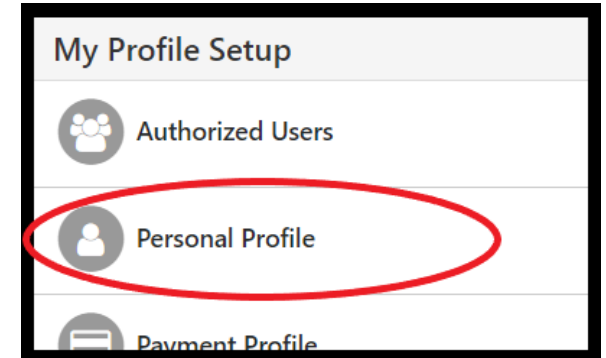 My Profile Setup
Authorized Users
Personal Profile
Payment Profile